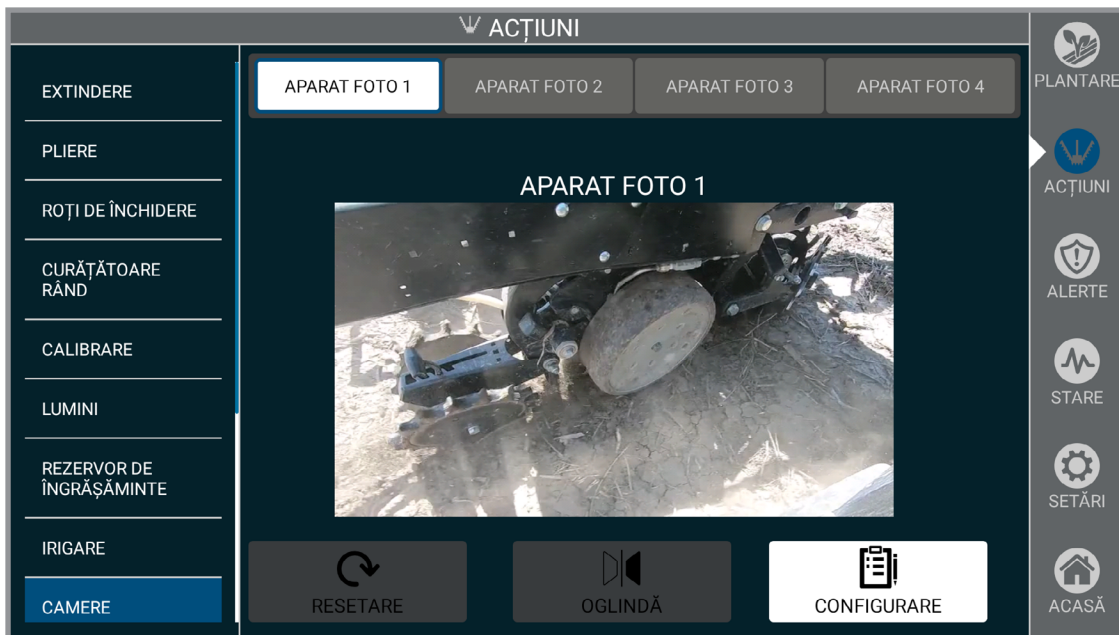 ACȚIUNI
EXTINDERE
PLIERE
ROȚI DE ÎNCHIDERE
CURĂȚĂTOARE
RÂND
CALIBRARE
LUMINI
REZERVOR DE
ÎNGRĂȘĂMINTE
IRIGARE
CAMERE
APARAT FOTO 1
APARAT FOTO 2
APARAT FOTO 3
APARAT FOTO 4
APARAT FOTO 1
RESETARE
OGLINDĂ
CONFIGURARE
PLANTARE
ACȚIUNI
ALERTE
STARE
SETĂRI
ACASĂ